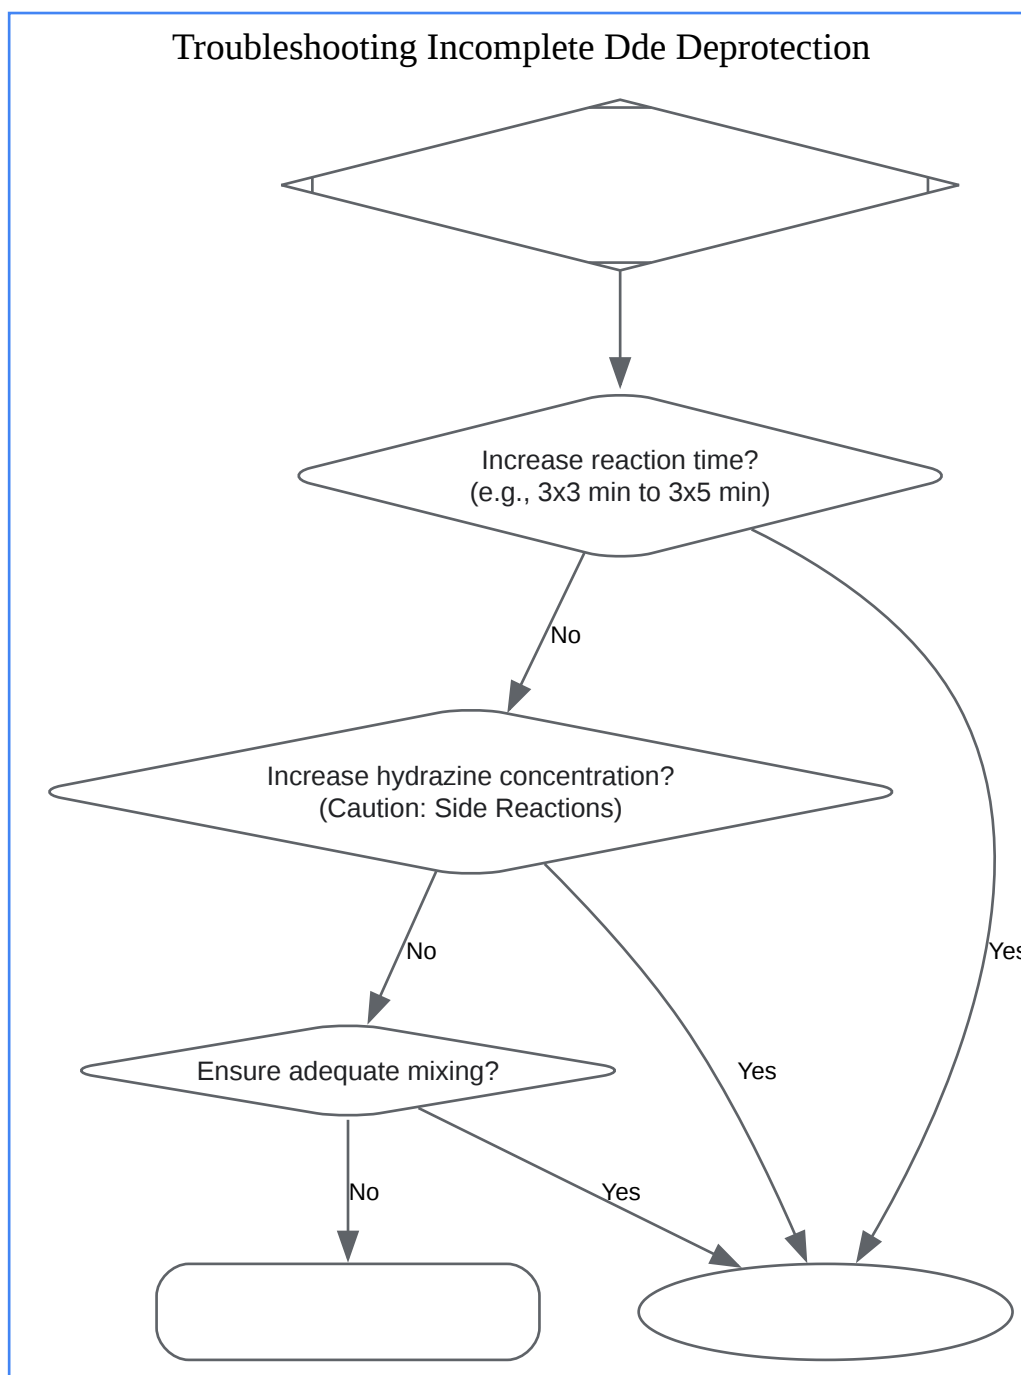 Troubleshooting Incomplete Dde Deprotection
Increase reaction time?
(e.g., 3x3 min to 3x5 min)
No
Increase hydrazine concentration?
(Caution: Side Reactions)
No
Yes
Ensure adequate mixing?
Yes
No
Yes